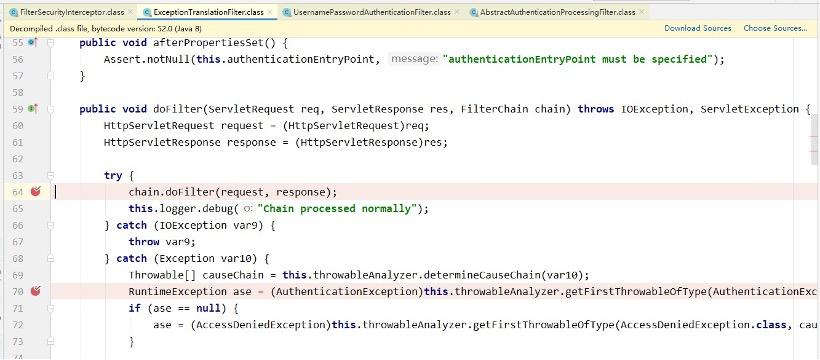 FilterSecurityInterceptor.class × ExceptionTranslationFilter.class × UsernamePasswordAuthenticationFilter.class × AbstractAuthenticationProcessingFilter.class ×
Decompiled .class file, bytecode version: 52.0 (Java 8) Download Sources Choose Sources...
55 public void afterPropertiesSet() {
56 Assert.notNull(this.authenticationEntryPoint, message: "authenticationEntryPoint must be specified");
57 }
58
59 public void doFilter(ServletRequest req, ServletResponse res, FilterChain chain) throws IOException, ServletException {
60 HttpServletRequest request = (HttpServletRequest)req;
61 HttpServletResponse response = (HttpServletResponse)res;
62
63 try {
64 chain.doFilter(request, response);
65 this.logger.debug( o: "Chain processed normally");
66 } catch (IOException var9) {
67 throw var9;
68 } catch (Exception var10) {
69 Throwable[] causeChain = this.throwableAnalyzer.determineCauseChain(var10);
70 RuntimeException ase = (AuthenticationException)this.throwableAnalyzer.getFirstThrowableOfType(AuthenticationExc
71 if (ase == null) {
72 ase = (AccessDeniedException)this.throwableAnalyzer.getFirstThrowableOfType(AccessDeniedException.class, cau
73 }
74